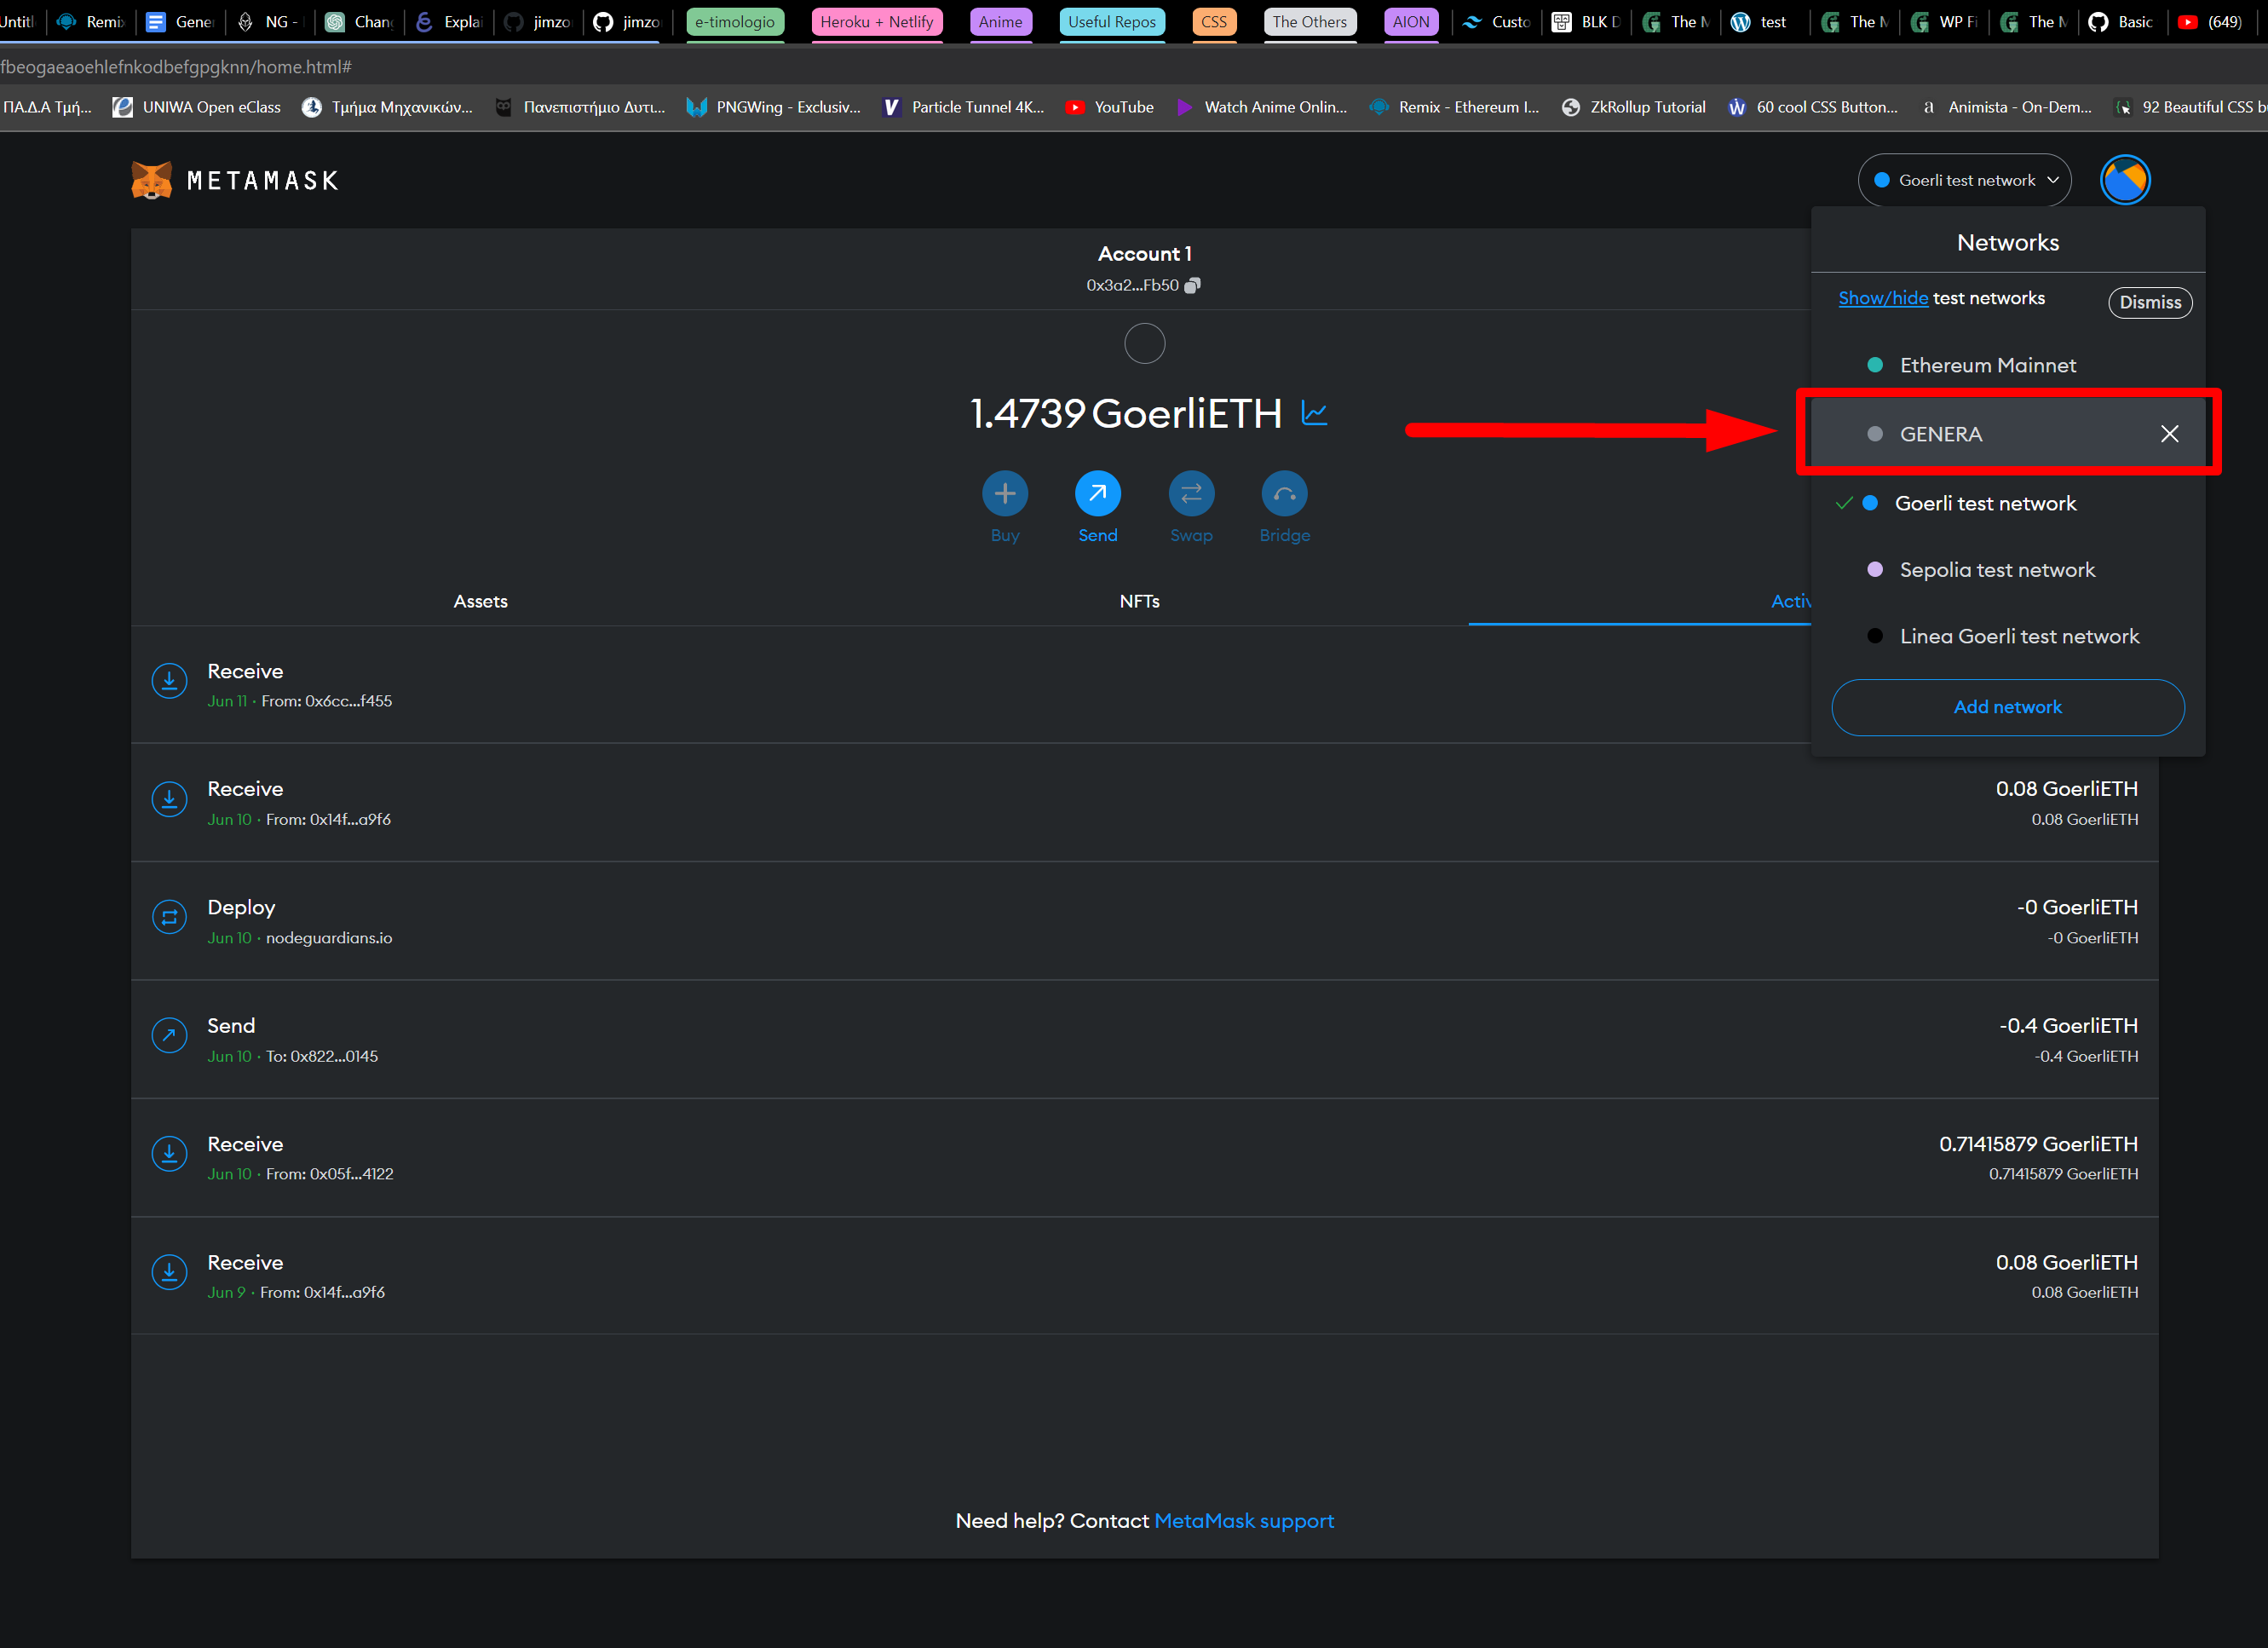 Untitl Remix Gener NG - Chang Explai jimzo jimzo e-timologio Heroku + Netlify Anime Useful Repos CSS The Others AION Custo BLK D The M test The M WP Fi The M Basic (649)
fbeogaeaoehlefnkodbefgpgknn/home.html#
ΠΑ.Δ.Α Τμή... UNIWA Open eClass Τμήμα Μηχανικών... Πανεπιστήμιο Δυτι... PNGWing - Exclusiv... Particle Tunnel 4K... YouTube Watch Anime Onlin... Remix - Ethereum I... ZkRollup Tutorial 60 cool CSS Button... Animista - On-Dem... 92 Beautiful CSS b
METAMASK
Goerli test network
Account 1
0x3a2...Fb50
1.4739 GoerliETH
Buy Send Swap Bridge
Assets NFTs Activ
Networks
Show/hide test networks Dismiss
Ethereum Mainnet
GENERA
Goerli test network
Sepolia test network
Linea Goerli test network
Add network
Receive
Jun 11 · From: 0x6cc...f455
Receive 0.08 GoerliETH
Jun 10 · From: 0x14f...a9f6 0.08 GoerliETH
Deploy -0 GoerliETH
Jun 10 · nodeguardians.io -0 GoerliETH
Send -0.4 GoerliETH
Jun 10 · To: 0x822...0145 -0.4 GoerliETH
Receive 0.71415879 GoerliETH
Jun 10 · From: 0x05f...4122 0.71415879 GoerliETH
Receive 0.08 GoerliETH
Jun 9 · From: 0x14f...a9f6 0.08 GoerliETH
Need help? Contact MetaMask support